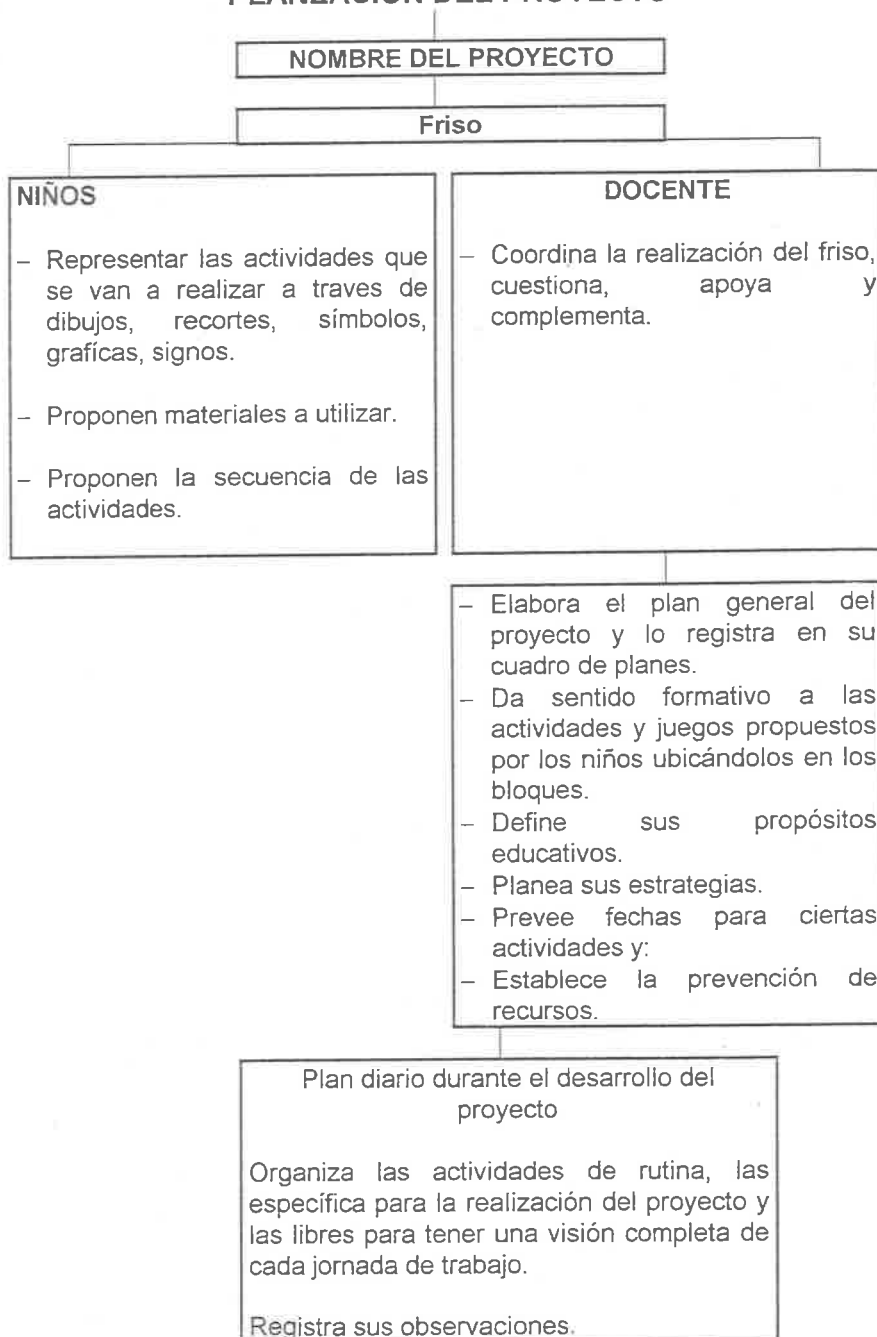 PLANEACIÓN DEL PROYECTO
NOMBRE DEL PROYECTO
Friso
NIÑOS
– Representar las actividades que
se van a realizar a traves de
dibujos, recortes, símbolos,
grafícas, signos.
– Proponen materiales a utilizar.
– Proponen la secuencia de las
actividades.
DOCENTE
– Coordina la realización del friso,
cuestiona, apoya y
complementa.
– Elabora el plan general del
proyecto y lo registra en su
cuadro de planes.
– Da sentido formativo a las
actividades y juegos propuestos
por los niños ubicándolos en los
bloques.
– Define sus propósitos
educativos.
– Planea sus estrategias.
– Prevee fechas para ciertas
actividades y:
– Establece la prevención de
recursos.
Plan diario durante el desarrollo del
proyecto
Organiza las actividades de rutina, las
específica para la realización del proyecto y
las libres para tener una visión completa de
cada jornada de trabajo.
Registra sus observaciones.